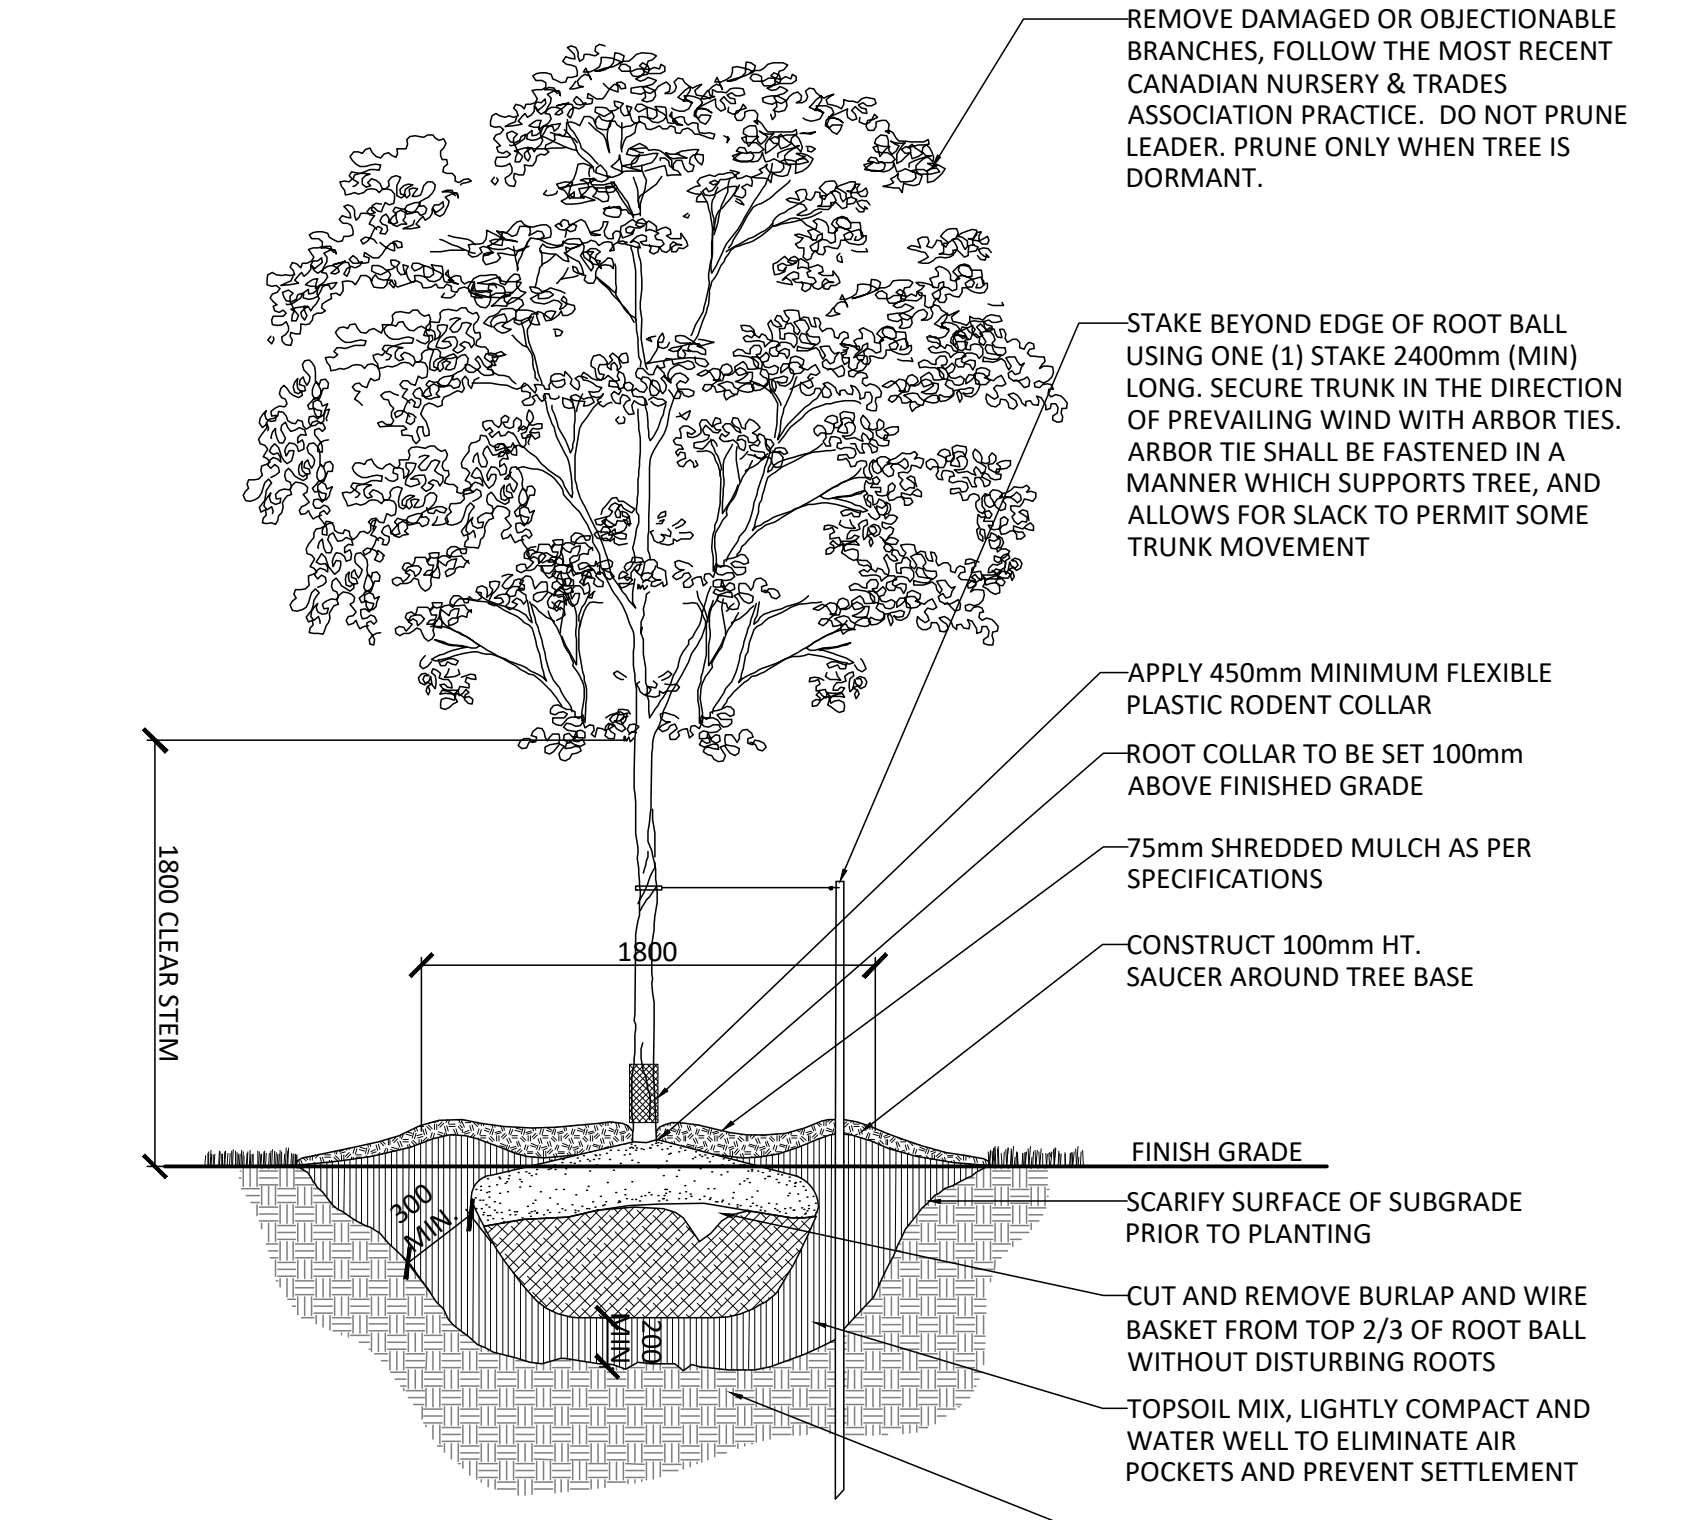 REMOVE DAMAGED OR OBJECTIONABLE
BRANCHES, FOLLOW THE MOST RECENT
CANADIAN NURSERY & TRADES
ASSOCIATION PRACTICE.  DO NOT PRUNE
LEADER. PRUNE ONLY WHEN TREE IS
DORMANT.
STAKE BEYOND EDGE OF ROOT BALL
USING ONE (1) STAKE 2400mm (MIN)
LONG. SECURE TRUNK IN THE DIRECTION
OF PREVAILING WIND WITH ARBOR TIES.
ARBOR TIE SHALL BE FASTENED IN A
MANNER WHICH SUPPORTS TREE, AND
ALLOWS FOR SLACK TO PERMIT SOME
TRUNK MOVEMENT
APPLY 450mm MINIMUM FLEXIBLE
PLASTIC RODENT COLLAR
ROOT COLLAR TO BE SET 100mm
ABOVE FINISHED GRADE
75mm SHREDDED MULCH AS PER
SPECIFICATIONS
CONSTRUCT 100mm HT.
SAUCER AROUND TREE BASE
1800 CLEAR STEM
1800
FINISH GRADE
SCARIFY SURFACE OF SUBGRADE
PRIOR TO PLANTING
300
MIN.
CUT AND REMOVE BURLAP AND WIRE
BASKET FROM TOP 2/3 OF ROOT BALL
WITHOUT DISTURBING ROOTS
200
MIN
TOPSOIL MIX, LIGHTLY COMPACT AND
WATER WELL TO ELIMINATE AIR
POCKETS AND PREVENT SETTLEMENT